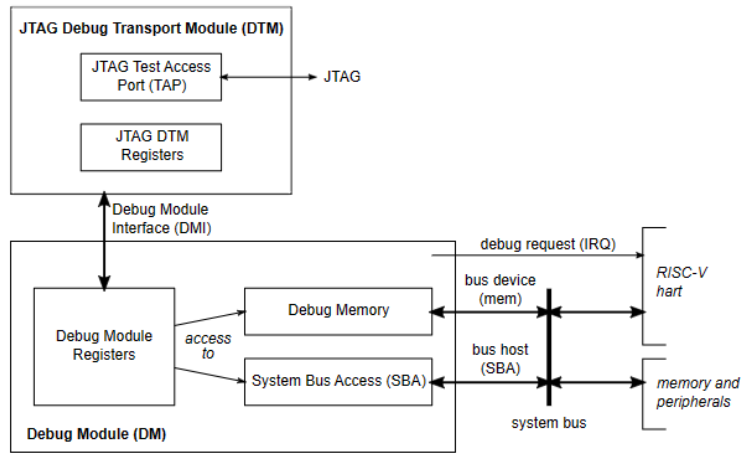 JTAG Debug Transport Module (DTM)
JTAG Test Access
Port (TAP)
JTAG
JTAG DTM
Registers
Debug Module
Interface (DMI)
debug request (IRQ)
RISC-V
hart
bus device
(mem)
Debug Memory
Debug Module
Registers
access
to
bus host
(SBA)
System Bus Access (SBA)
memory and
peripherals
system bus
Debug Module (DM)